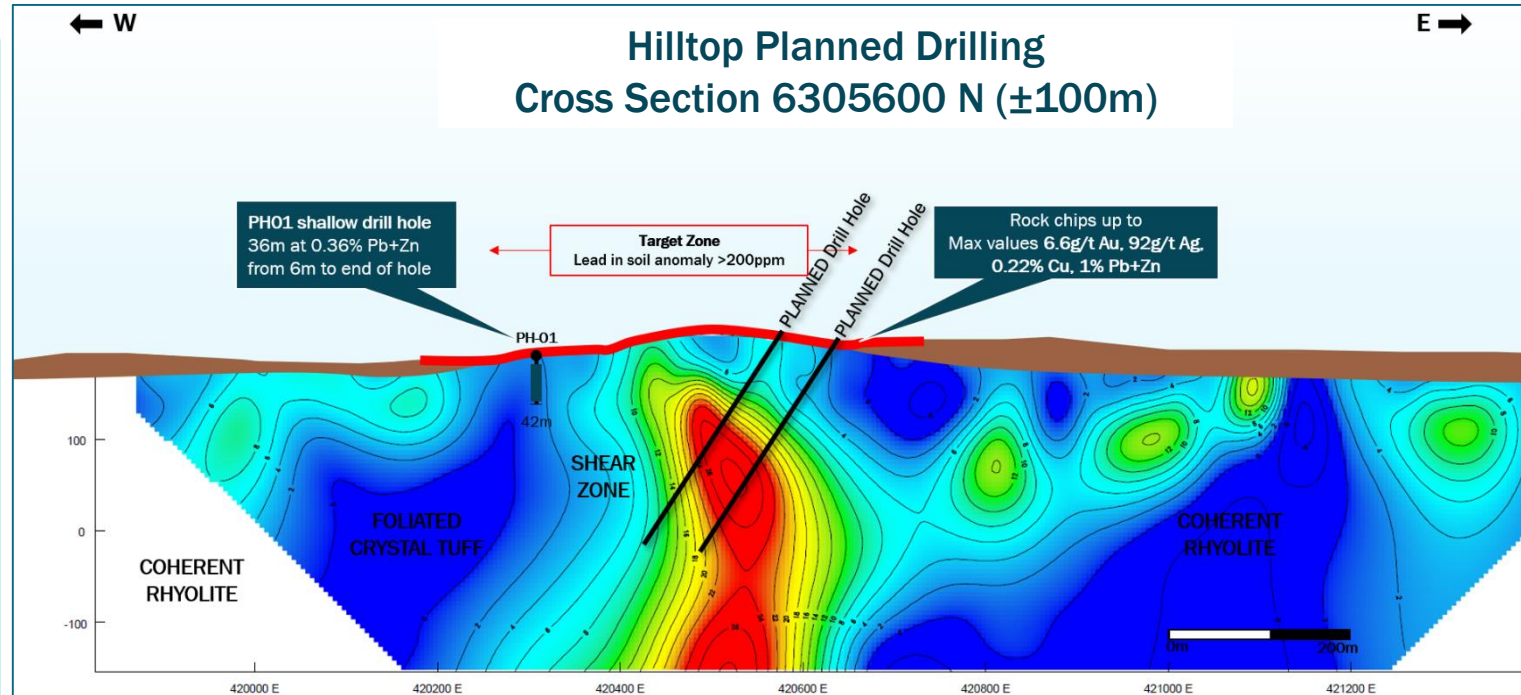 W
E
Hilltop Planned Drilling
Cross Section 6305600 N (±100m)
PH01 shallow drill hole
36m at 0.36% Pb+Zn
from 6m to end of hole
Target Zone
Lead in soil anomaly >200ppm
PLANNED Drill Hole
PLANNED Drill Hole
Rock chips up to
Max values 6.6g/t Au, 92g/t Ag,
0.22% Cu, 1% Pb+Zn
PH-01
42m
SHEAR
ZONE
FOLIATED
CRYSTAL TUFF
COHERENT
RHYOLITE
COHERENT
RHYOLITE
100
0
-100
0m
200m
420000 E
420200 E
420400 E
420600 E
420800 E
421000 E
421200 E